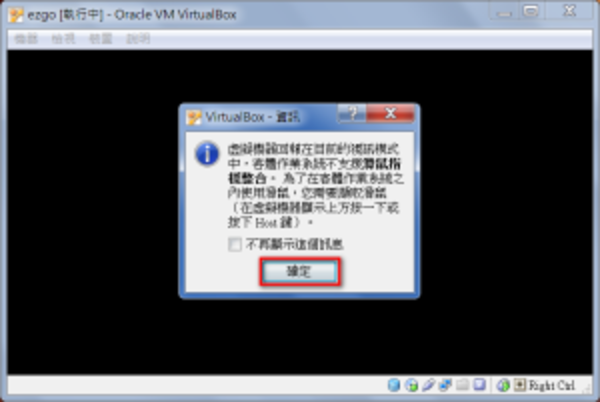 ezgo [執行中] - Oracle VM VirtualBox
機器 檢視 裝置 說明
VirtualBox - 資訊
虛擬機器回報在目前的視訊模式
中，客體作業系統不支援滑鼠指
標整合。為了在客體作業系統之
內使用滑鼠，您需要擷取滑鼠
（在虛擬機器顯示上方按一下或
按下 Host 鍵）。
不再顯示這個訊息
確定
Right Ctrl